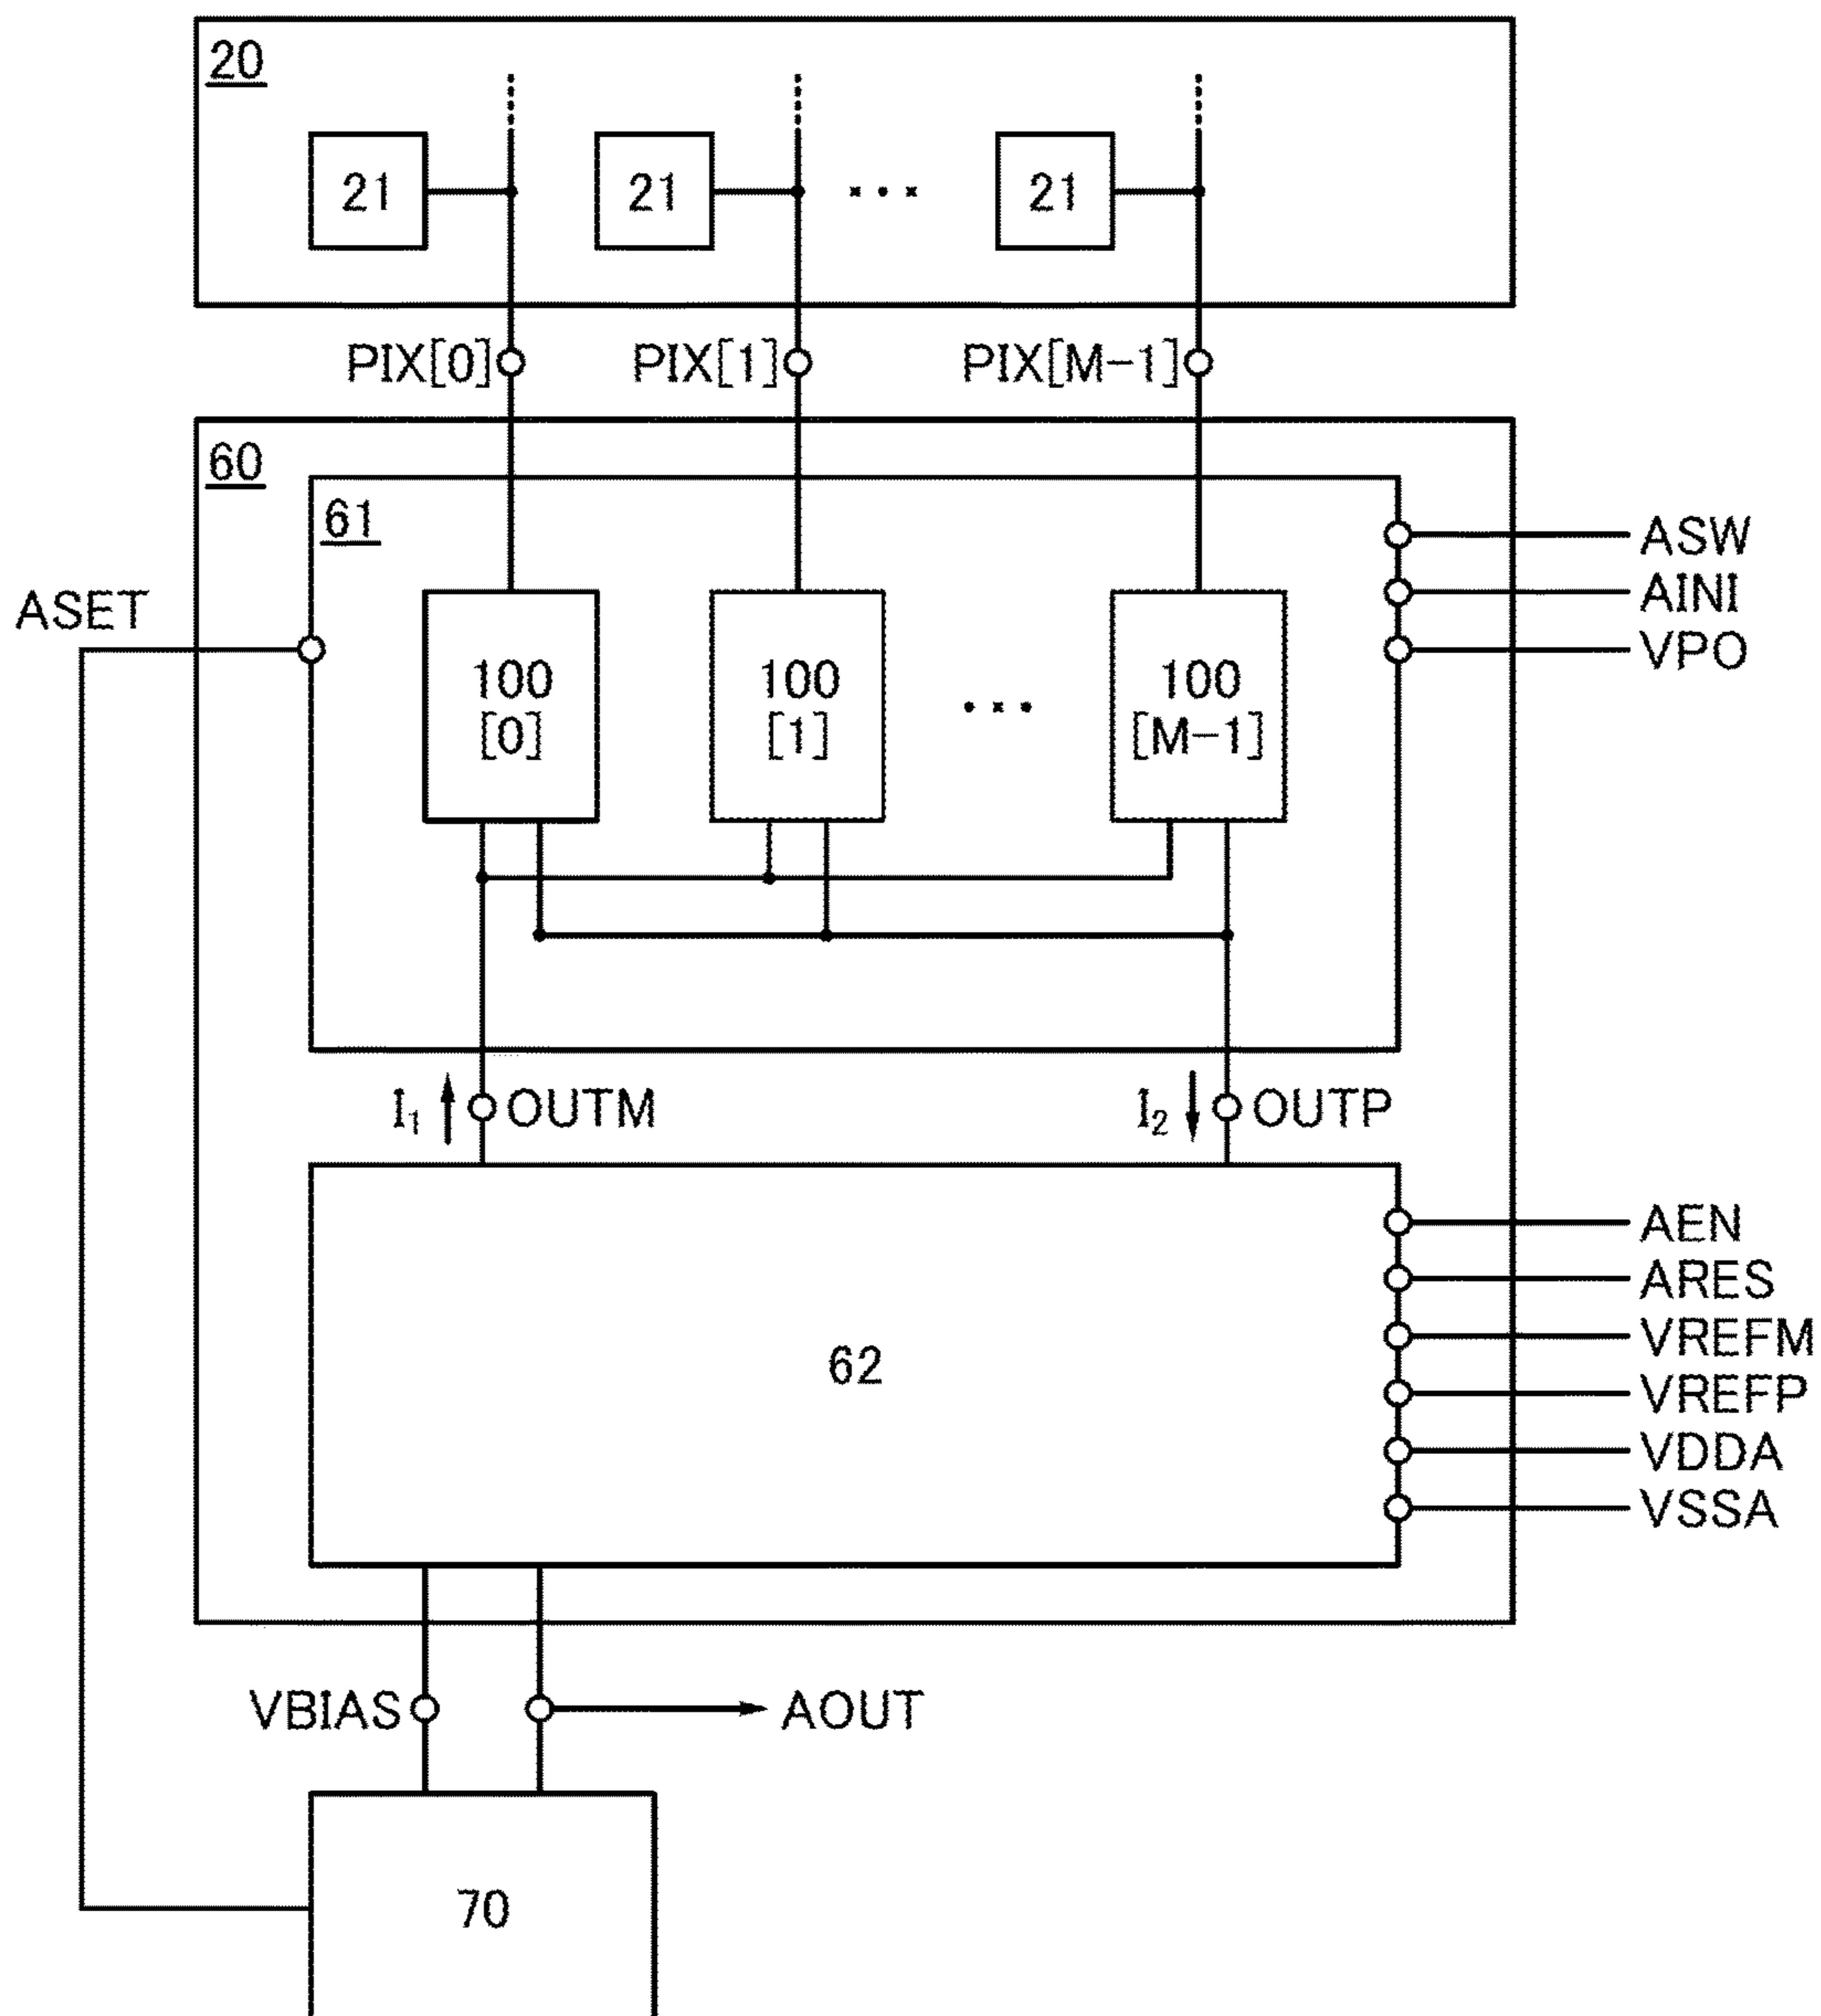 20
21 21 ··· 21
PIX[0] PIX[1] PIX[M-1]
60
61
ASW
AINI
VPO
ASET
100 [0]
100 [1]
···
100 [M-1]
I₁ OUTM
I₂ OUTP
62
AEN
ARES
VREFM
VREFP
VDDA
VSSA
VBIAS
AOUT
70